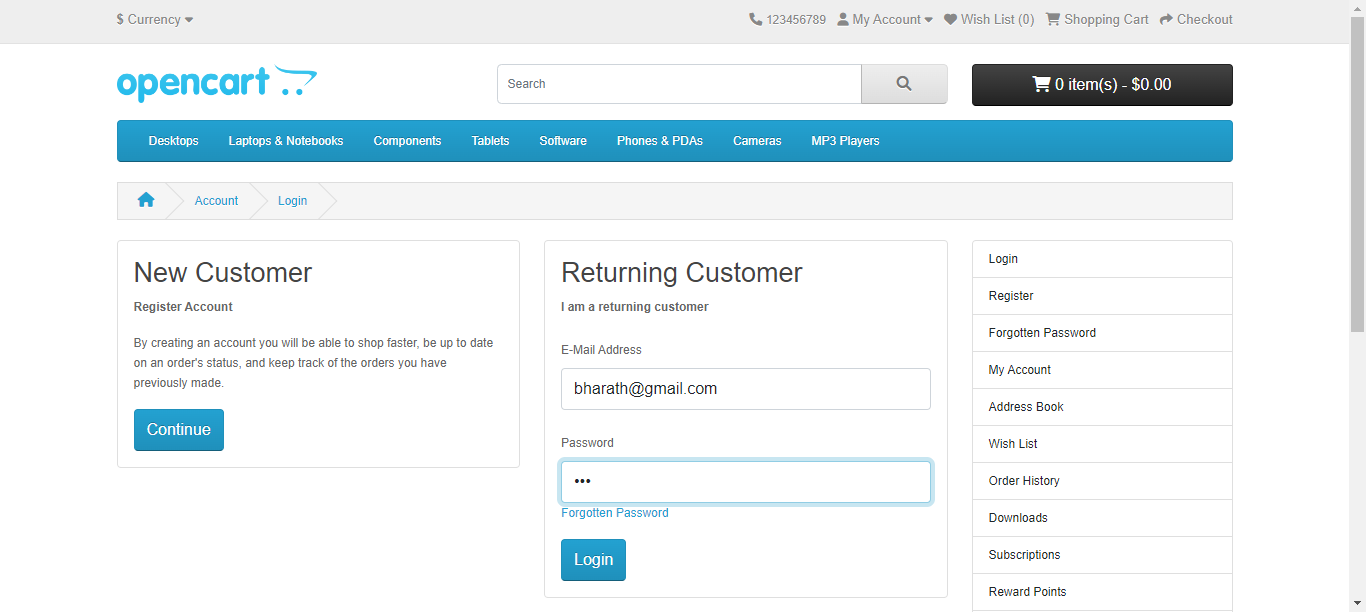 $ Currency
123456789 My Account Wish List (0) Shopping Cart Checkout
opencart
Search
0 item(s) - $0.00
Desktops Laptops & Notebooks Components Tablets Software Phones & PDAs Cameras MP3 Players
Account Login
New Customer
Register Account
By creating an account you will be able to shop faster, be up to date
on an order's status, and keep track of the orders you have
previously made.
Continue
Returning Customer
I am a returning customer
E-Mail Address
bharath@gmail.com
Password
•••
Forgotten Password
Login
Login
Register
Forgotten Password
My Account
Address Book
Wish List
Order History
Downloads
Subscriptions
Reward Points